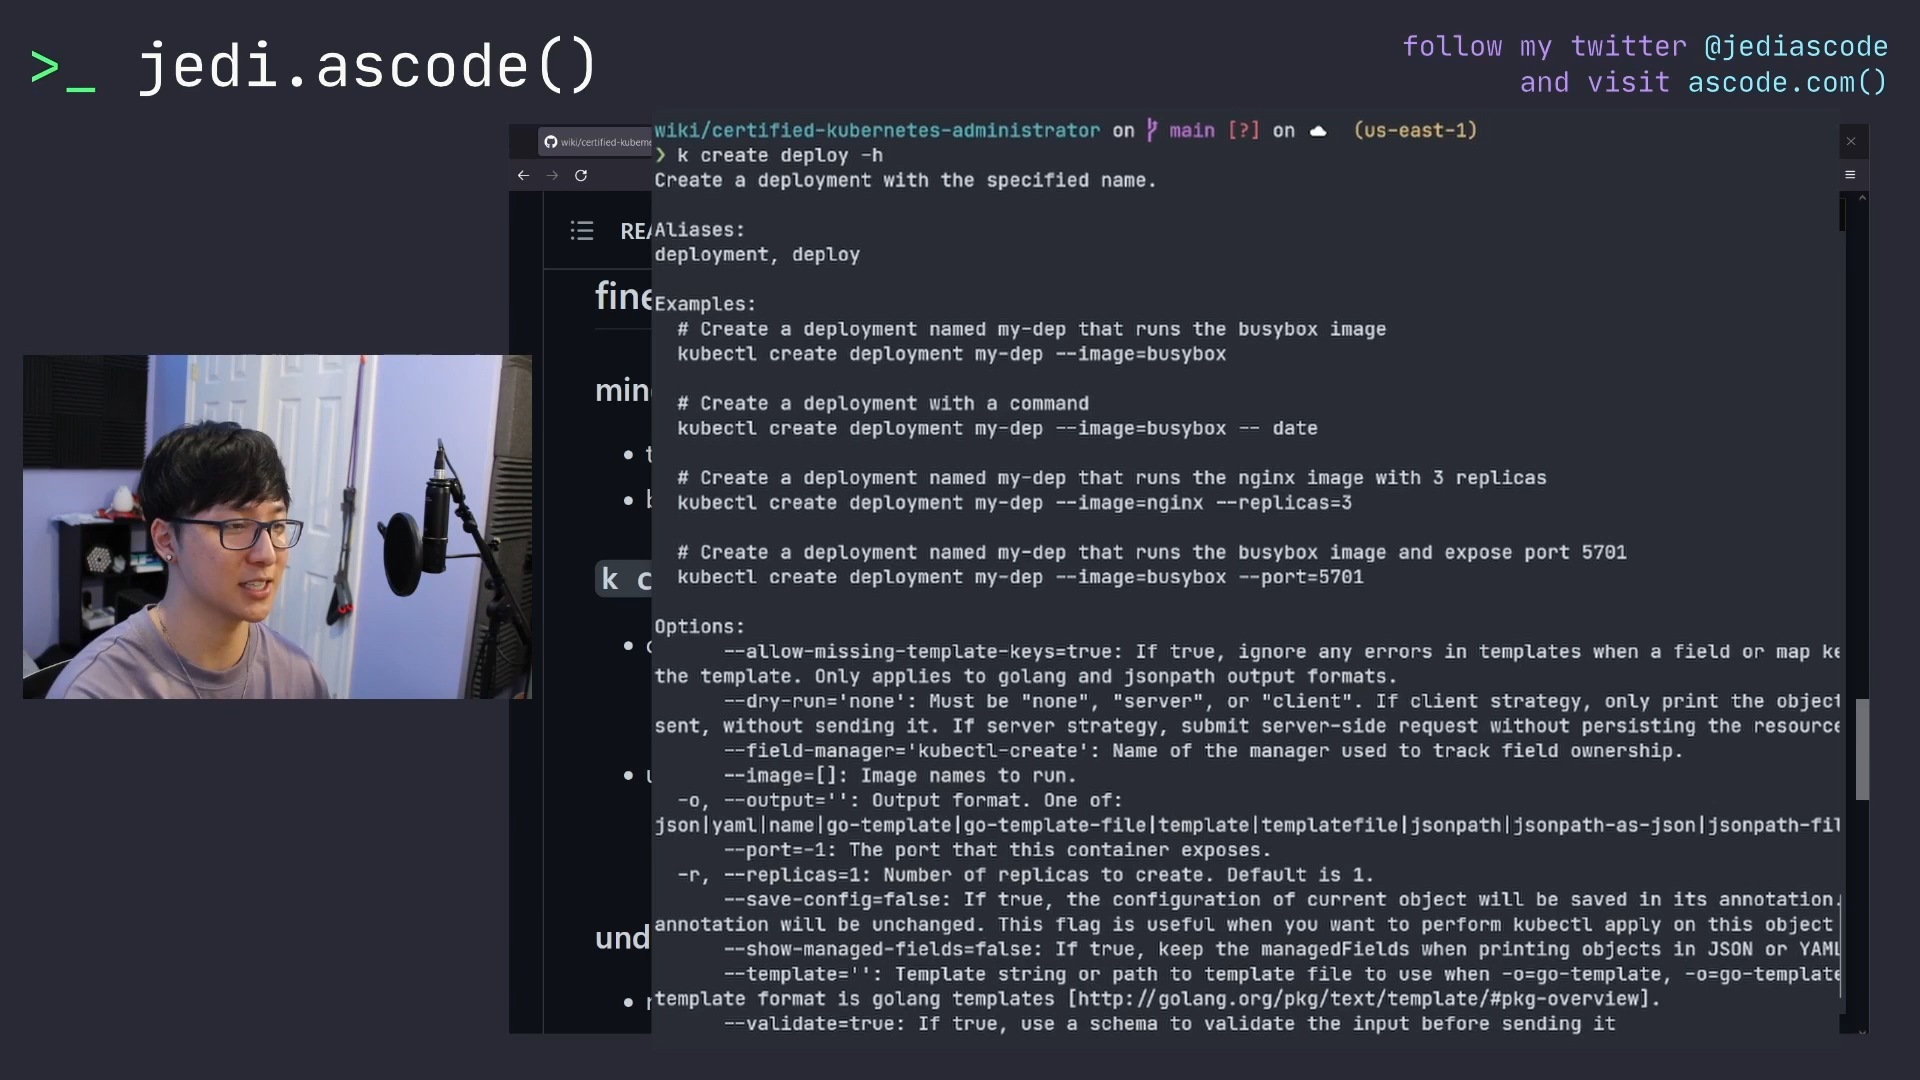 >_ jedi.ascode()
follow my twitter @jediascode
and visit ascode.com()
wiki/certified-kuberne
REA
fine
min
k c
und
wiki/certified-kubernetes-administrator on main [?] on (us-east-1)
❯ k create deploy -h
Create a deployment with the specified name.
Aliases:
deployment, deploy
Examples:
# Create a deployment named my-dep that runs the busybox image
kubectl create deployment my-dep --image=busybox
# Create a deployment with a command
kubectl create deployment my-dep --image=busybox -- date
# Create a deployment named my-dep that runs the nginx image with 3 replicas
kubectl create deployment my-dep --image=nginx --replicas=3
# Create a deployment named my-dep that runs the busybox image and expose port 5701
kubectl create deployment my-dep --image=busybox --port=5701
Options:
--allow-missing-template-keys=true: If true, ignore any errors in templates when a field or map ke
the template. Only applies to golang and jsonpath output formats.
--dry-run='none': Must be "none", "server", or "client". If client strategy, only print the object
sent, without sending it. If server strategy, submit server-side request without persisting the resource
--field-manager='kubectl-create': Name of the manager used to track field ownership.
--image=[]: Image names to run.
-o, --output='': Output format. One of:
json|yaml|name|go-template|go-template-file|template|templatefile|jsonpath|jsonpath-as-json|jsonpath-fil
--port=-1: The port that this container exposes.
-r, --replicas=1: Number of replicas to create. Default is 1.
--save-config=false: If true, the configuration of current object will be saved in its annotation.
annotation will be unchanged. This flag is useful when you want to perform kubectl apply on this object
--show-managed-fields=false: If true, keep the managedFields when printing objects in JSON or YAML
--template='': Template string or path to template file to use when -o=go-template, -o=go-template
template format is golang templates [http://golang.org/pkg/text/template/#pkg-overview].
--validate=true: If true, use a schema to validate the input before sending it